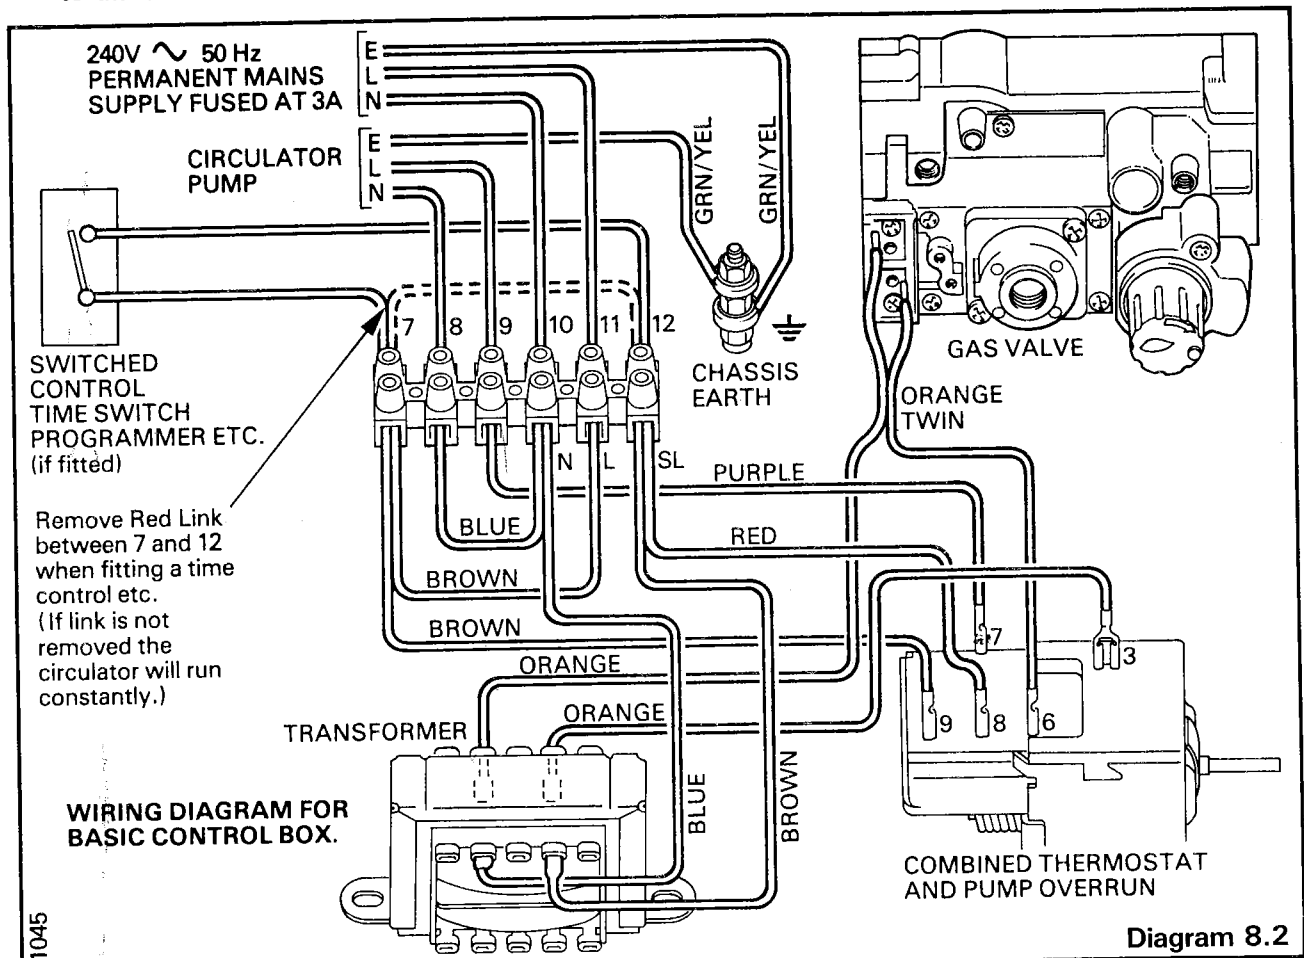 240V ∿ 50 Hz
PERMANENT MAINS
SUPPLY FUSED AT 3A
E
L
N
CIRCULATOR
PUMP
E
L
N
GRN/YEL
GRN/YEL
7 8 9 10 11 12
SWITCHED
CONTROL
TIME SWITCH
PROGRAMMER ETC.
(if fitted)
CHASSIS
EARTH
GAS VALVE
ORANGE
TWIN
N L SL
PURPLE
BLUE
RED
Remove Red Link
between 7 and 12
when fitting a time
control etc.
(If link is not
removed the
circulator will run
constantly.)
BROWN
BROWN
ORANGE
ORANGE
7
3
9 8 6
TRANSFORMER
BLUE
BROWN
WIRING DIAGRAM FOR
BASIC CONTROL BOX.
COMBINED THERMOSTAT
AND PUMP OVERRUN
1045
Diagram 8.2